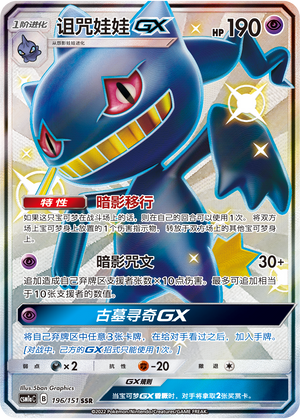 1阶进化 诅咒娃娃GX HP190
从怨影娃娃进化
特性 暗影移行
如果这只宝可梦在战斗场上的话，则在自己的回合可以使用1次。将双方
场上宝可梦身上放置的1个伤害指示物，转放于双方场上的其他宝可梦身
上。
暗影咒文 30+
追加造成自己弃牌区支援者张数×10点伤害。最多可追加相当
于10张支援者的张数。
古墓寻奇GX
将自己弃牌区中任意3张卡牌，在给对手看过之后，加入手牌。
[对战中，己方的GX招式只能使用1次。]
弱点 ×2 抵抗力 -20 撤退
Illus.5ban Graphics
GX规则
csm1cC B 196/151 SSR
当宝可梦GX昏厥时，对手将拿取2张奖赏卡。
©2022 Pokémon/Nintendo/Creatures/GAME FREAK